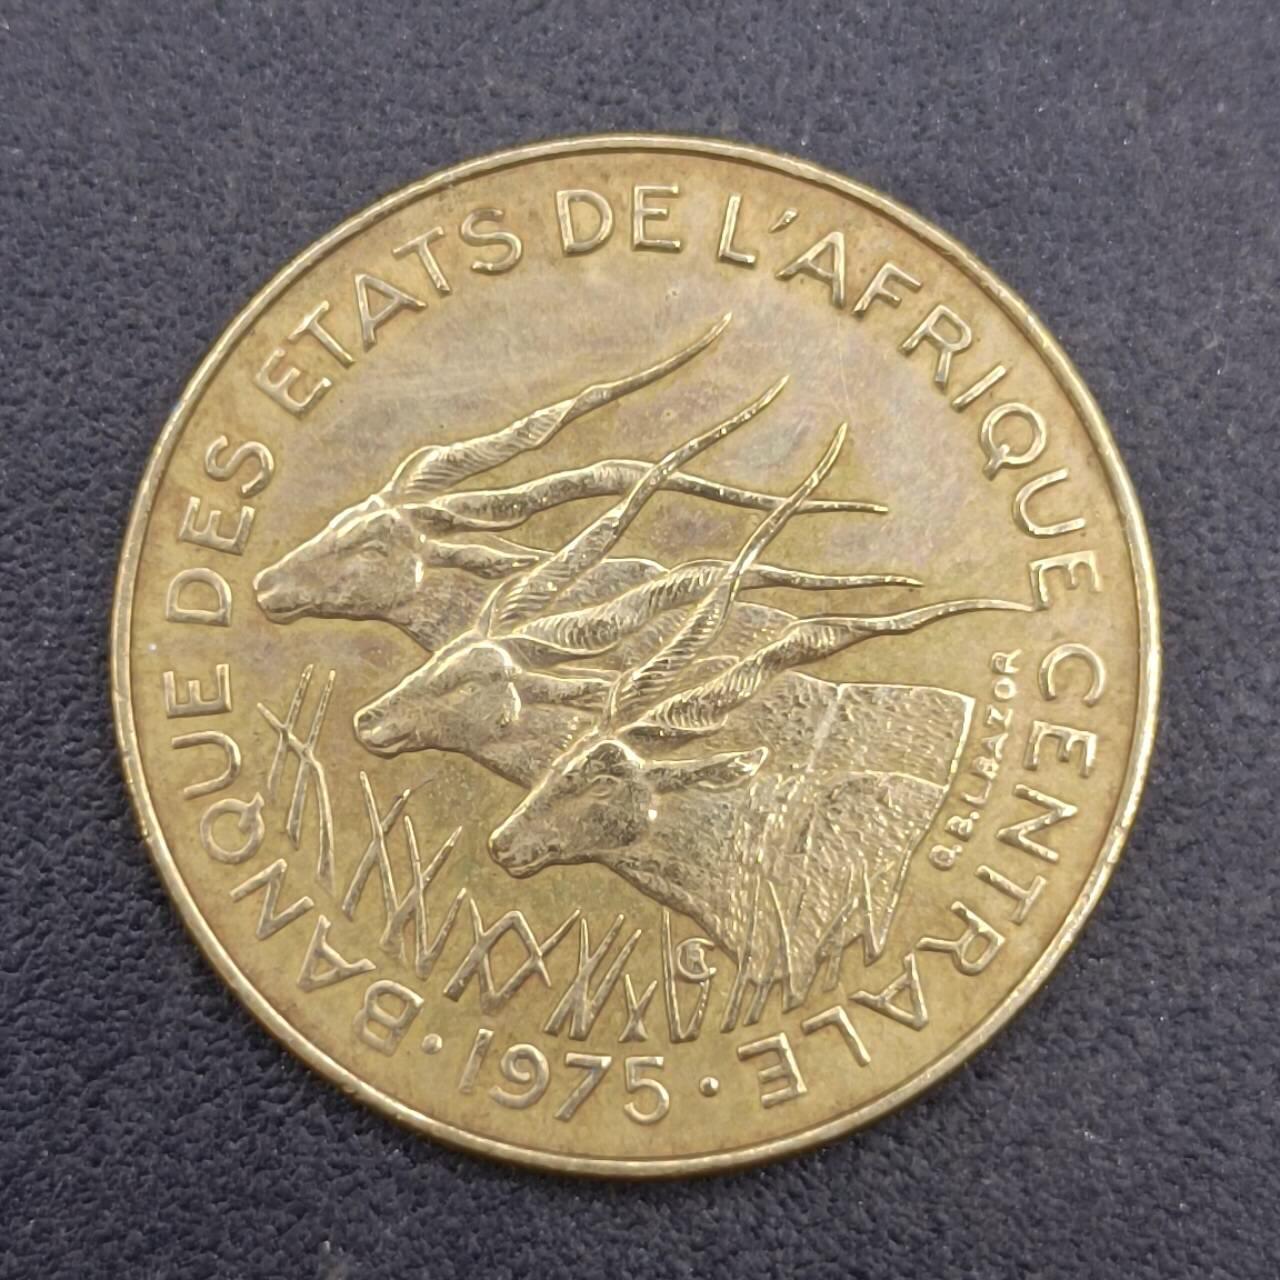 BANQUE DES ETATS DE L'AFRIQUE CENTRALE
· 1975 ·
G.B.L.BAZOR